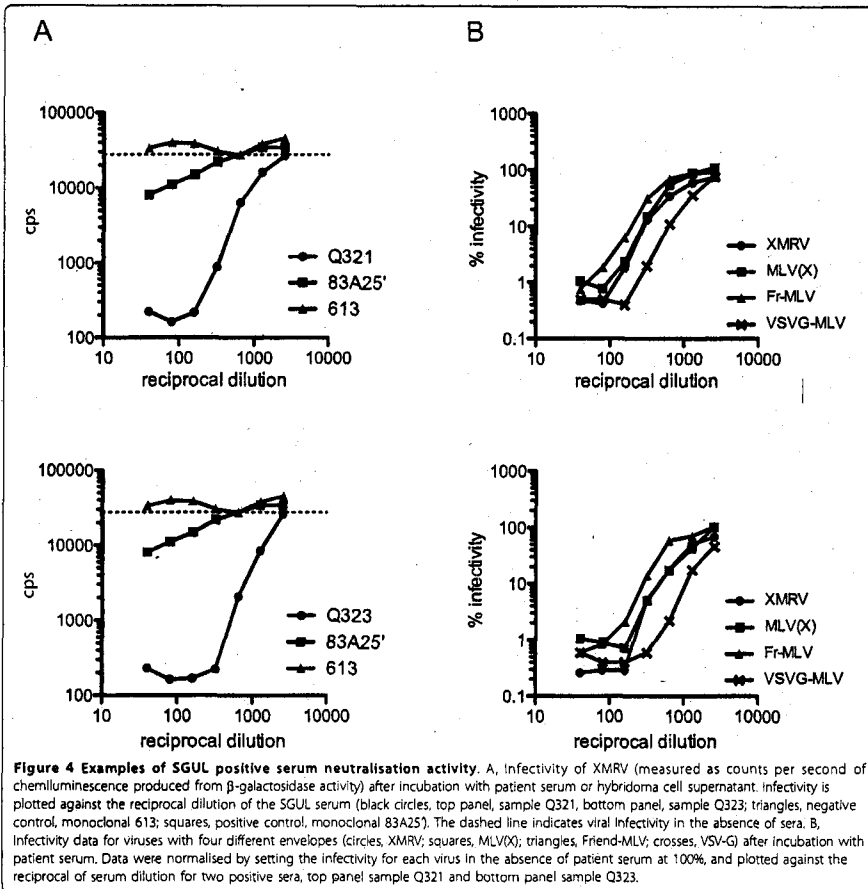 A
B
100000
10000
1000
100
cps
10
100
1000
10000
reciprocal dilution
Q321
83A25'
613
1000
100
10
1
0.1
% infectivity
10
100
1000
10000
reciprocal dilution
XMRV
MLV(X)
Fr-MLV
VSVG-MLV
100000
10000
1000
100
cps
10
100
1000
10000
reciprocal dilution
Q323
83A25'
613
1000
100
10
1
0.1
% infectivity
10
100
1000
10000
reciprocal dilution
XMRV
MLV(X)
Fr-MLV
VSVG-MLV
Figure 4 Examples of SGUL positive serum neutralisation activity. A, Infectivity of XMRV (measured as counts per second of
chemiluminescence produced from β-galactosidase activity) after incubation with patient serum or hybridoma cell supernatant. Infectivity is
plotted against the reciprocal dilution of the SGUL serum (black circles, top panel, sample Q321, bottom panel, sample Q323; triangles, negative
control, monoclonal 613; squares, positive control, monoclonal 83A25'). The dashed line indicates viral infectivity in the absence of sera. B,
Infectivity data for viruses with four different envelopes (circles, XMRV; squares, MLV(X); triangles, Friend-MLV; crosses, VSV-G) after incubation with
patient serum. Data were normalised by setting the infectivity for each virus in the absence of patient serum at 100%, and plotted against the
reciprocal of serum dilution for two positive sera, top panel sample Q321 and bottom panel sample Q323.